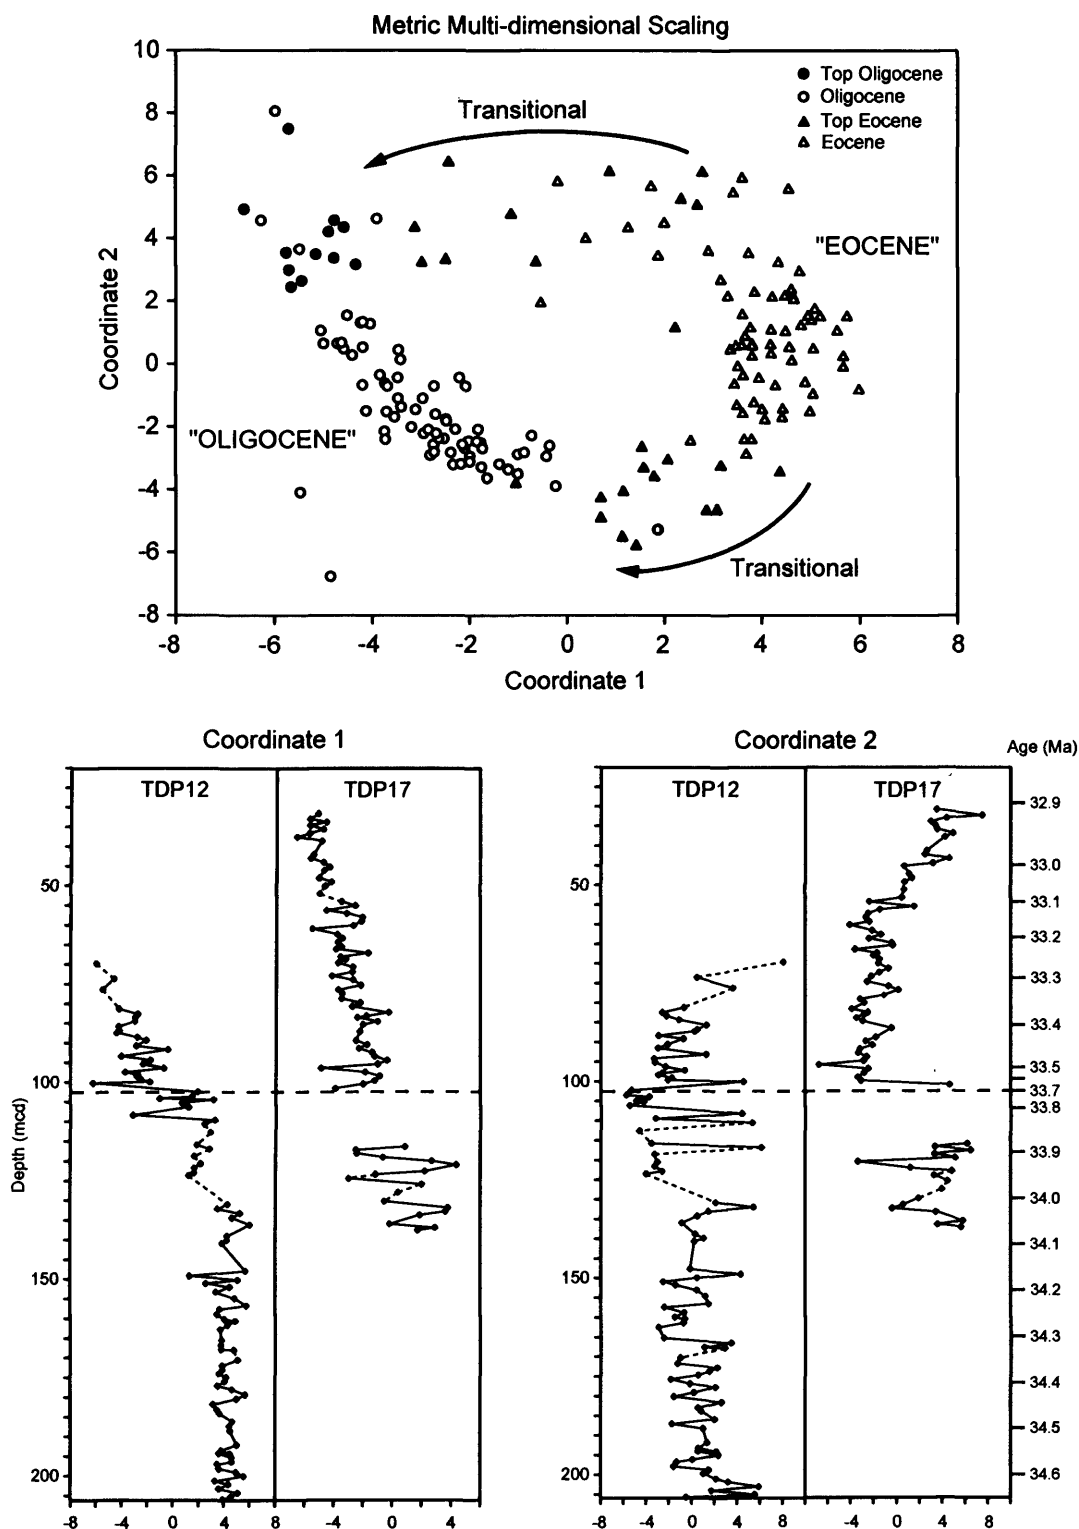 Metric Multi-dimensional Scaling
10
8
6
4
2
0
-2
-4
-6
-8
Coordinate 2
Top Oligocene
Oligocene
Top Eocene
Eocene
Transitional
"EOCENE"
"OLIGOCENE"
Transitional
-8 -6 -4 -2 0 2 4 6 8
Coordinate 1
Coordinate 1
TDP12 TDP17
50
100
150
200
Depth (mcd)
-8 -4 0 4 8 -4 0 4 8
Coordinate 2
Age (Ma)
TDP12 TDP17
50
100
150
200
32.9
33.0
33.1
33.2
33.3
33.4
33.5
33.7
33.8
33.9
34.0
34.1
34.2
34.3
34.4
34.5
34.6
-8 -4 0 4 8 -4 0 4 8